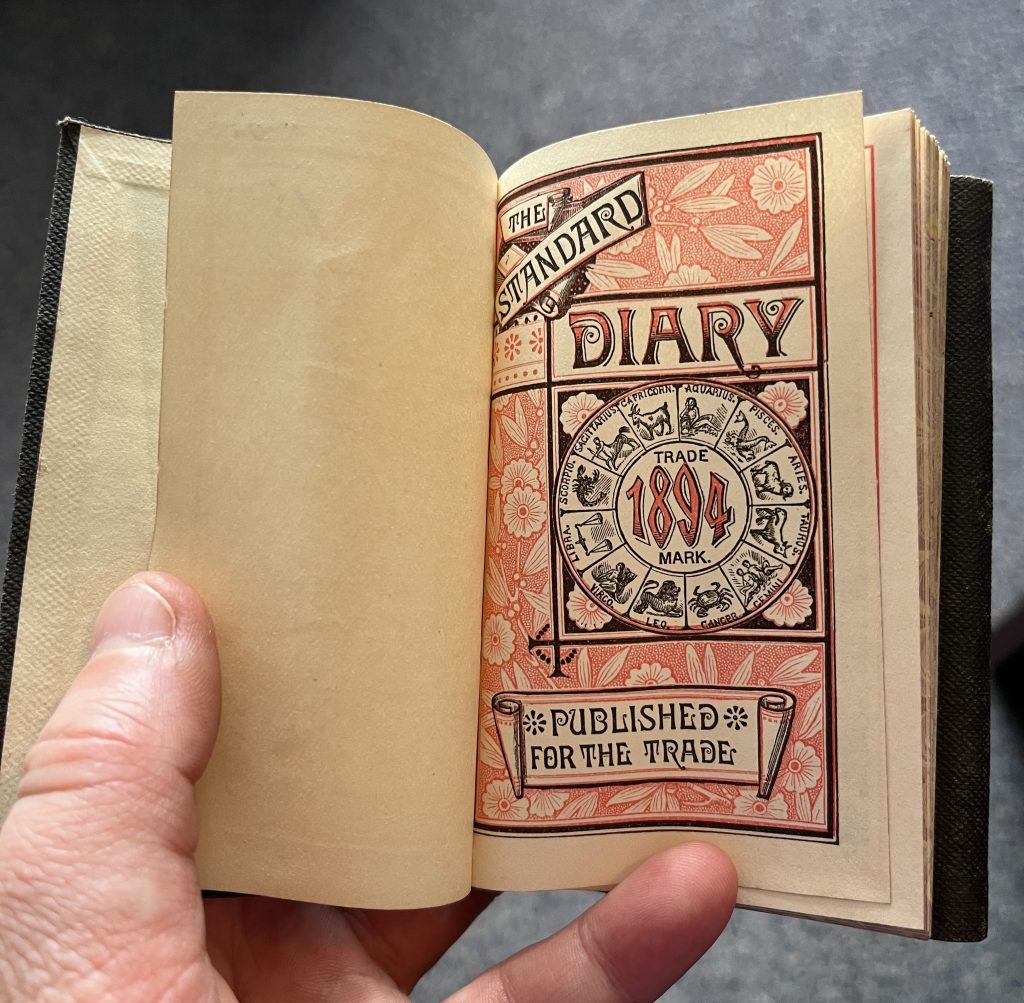 THE
STANDARD
DIARY
CAPRICORN.
AQUARIUS.
PISCES.
ARIES.
TAURUS.
GEMINI
CANCER
LEO.
VIRGO.
LIBRA.
SCORPIO.
SAGITTARIUS.
TRADE
1894
MARK.
PUBLISHED
FOR THE TRADE